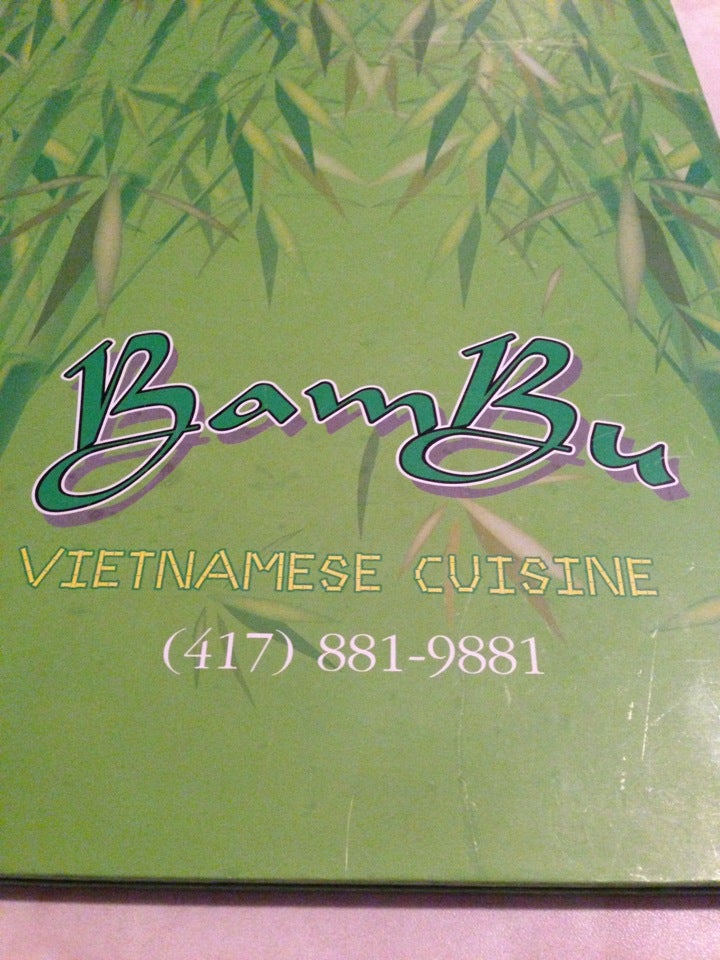 BamBu
VIETNAMESE CUISINE
(417) 881-9881